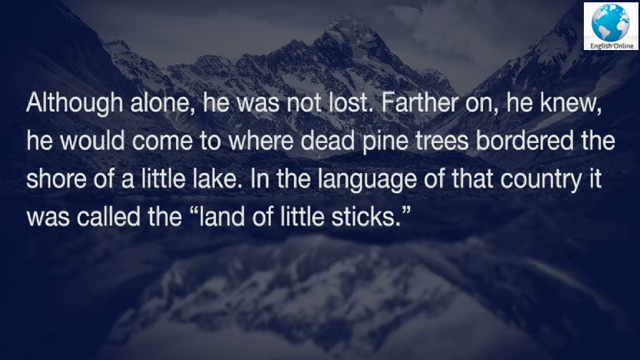 English Online
Although alone, he was not lost. Farther on, he knew,
he would come to where dead pine trees bordered the
shore of a little lake. In the language of that country it
was called the “land of little sticks.”